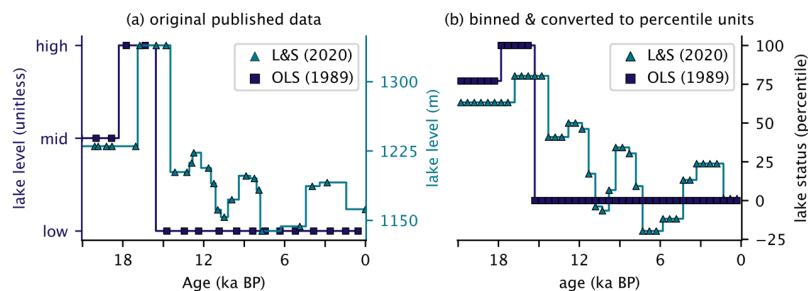 (a) original published data
high
mid
low
lake level (unitless)
L&S (2020)
OLS (1989)
1300
1225
1150
lake level (m)
18
12
6
0
Age (ka BP)
(b) binned & converted to percentile units
L&S (2020)
OLS (1989)
100
75
50
25
0
−25
lake status (percentile)
18
12
6
0
age (ka BP)